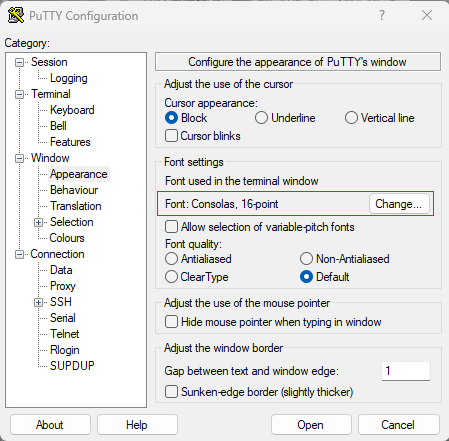 PuTTY Configuration
?
Category:
Session
Logging
Terminal
Keyboard
Bell
Features
Window
Appearance
Behaviour
Translation
Selection
Colours
Connection
Data
Proxy
SSH
Serial
Telnet
Rlogin
SUPDUP
Configure the appearance of PuTTY's window
Adjust the use of the cursor
Cursor appearance:
Block Underline Vertical line
Cursor blinks
Font settings
Font used in the terminal window
Font: Consolas, 16-point Change...
Allow selection of variable-pitch fonts
Font quality:
Antialiased Non-Antialiased
ClearType Default
Adjust the use of the mouse pointer
Hide mouse pointer when typing in window
Adjust the window border
Gap between text and window edge: 1
Sunken-edge border (slightly thicker)
About Help Open Cancel